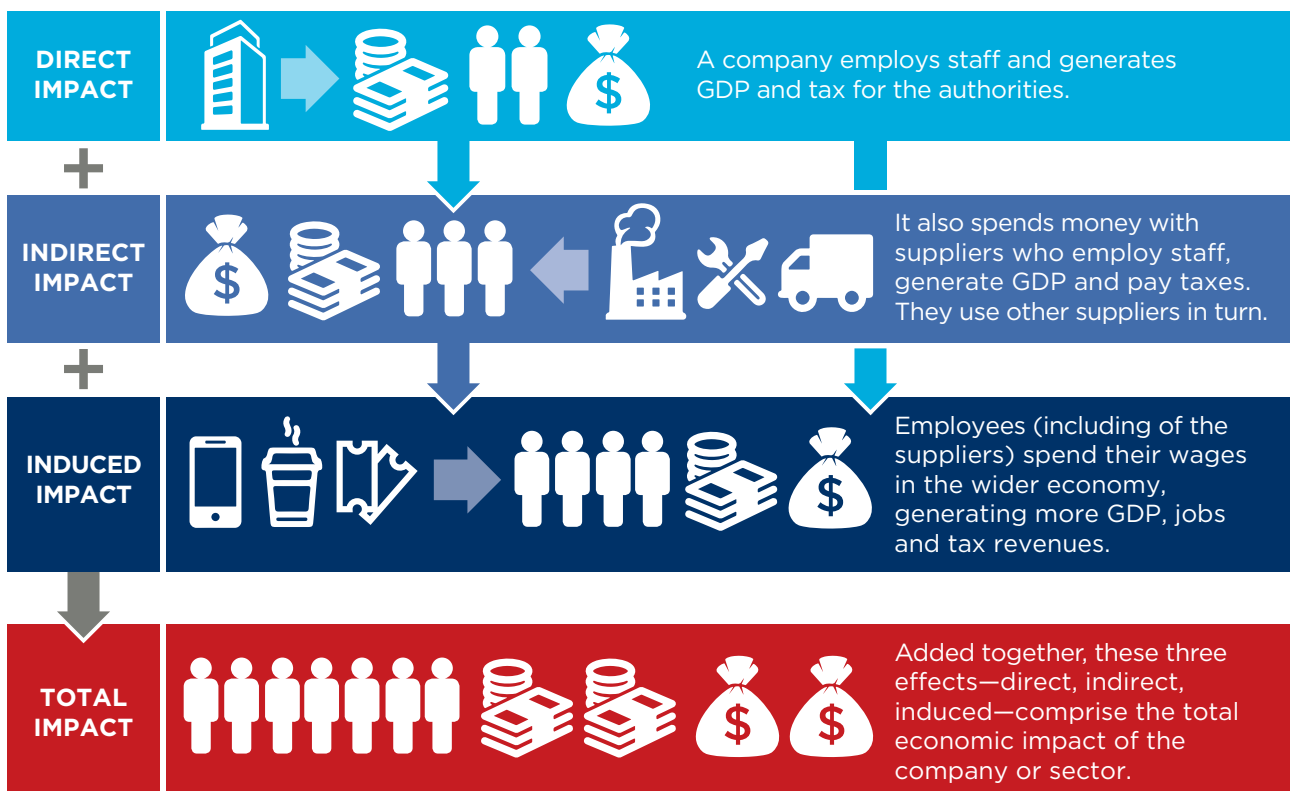 DIRECT
IMPACT
$
A company employs staff and generates
GDP and tax for the authorities.
+
INDIRECT
IMPACT
$
It also spends money with
suppliers who employ staff,
generate GDP and pay taxes.
They use other suppliers in turn.
+
INDUCED
IMPACT
$
Employees (including of the
suppliers) spend their wages
in the wider economy,
generating more GDP, jobs
and tax revenues.
TOTAL
IMPACT
$ $
Added together, these three
effects—direct, indirect,
induced—comprise the total
economic impact of the
company or sector.